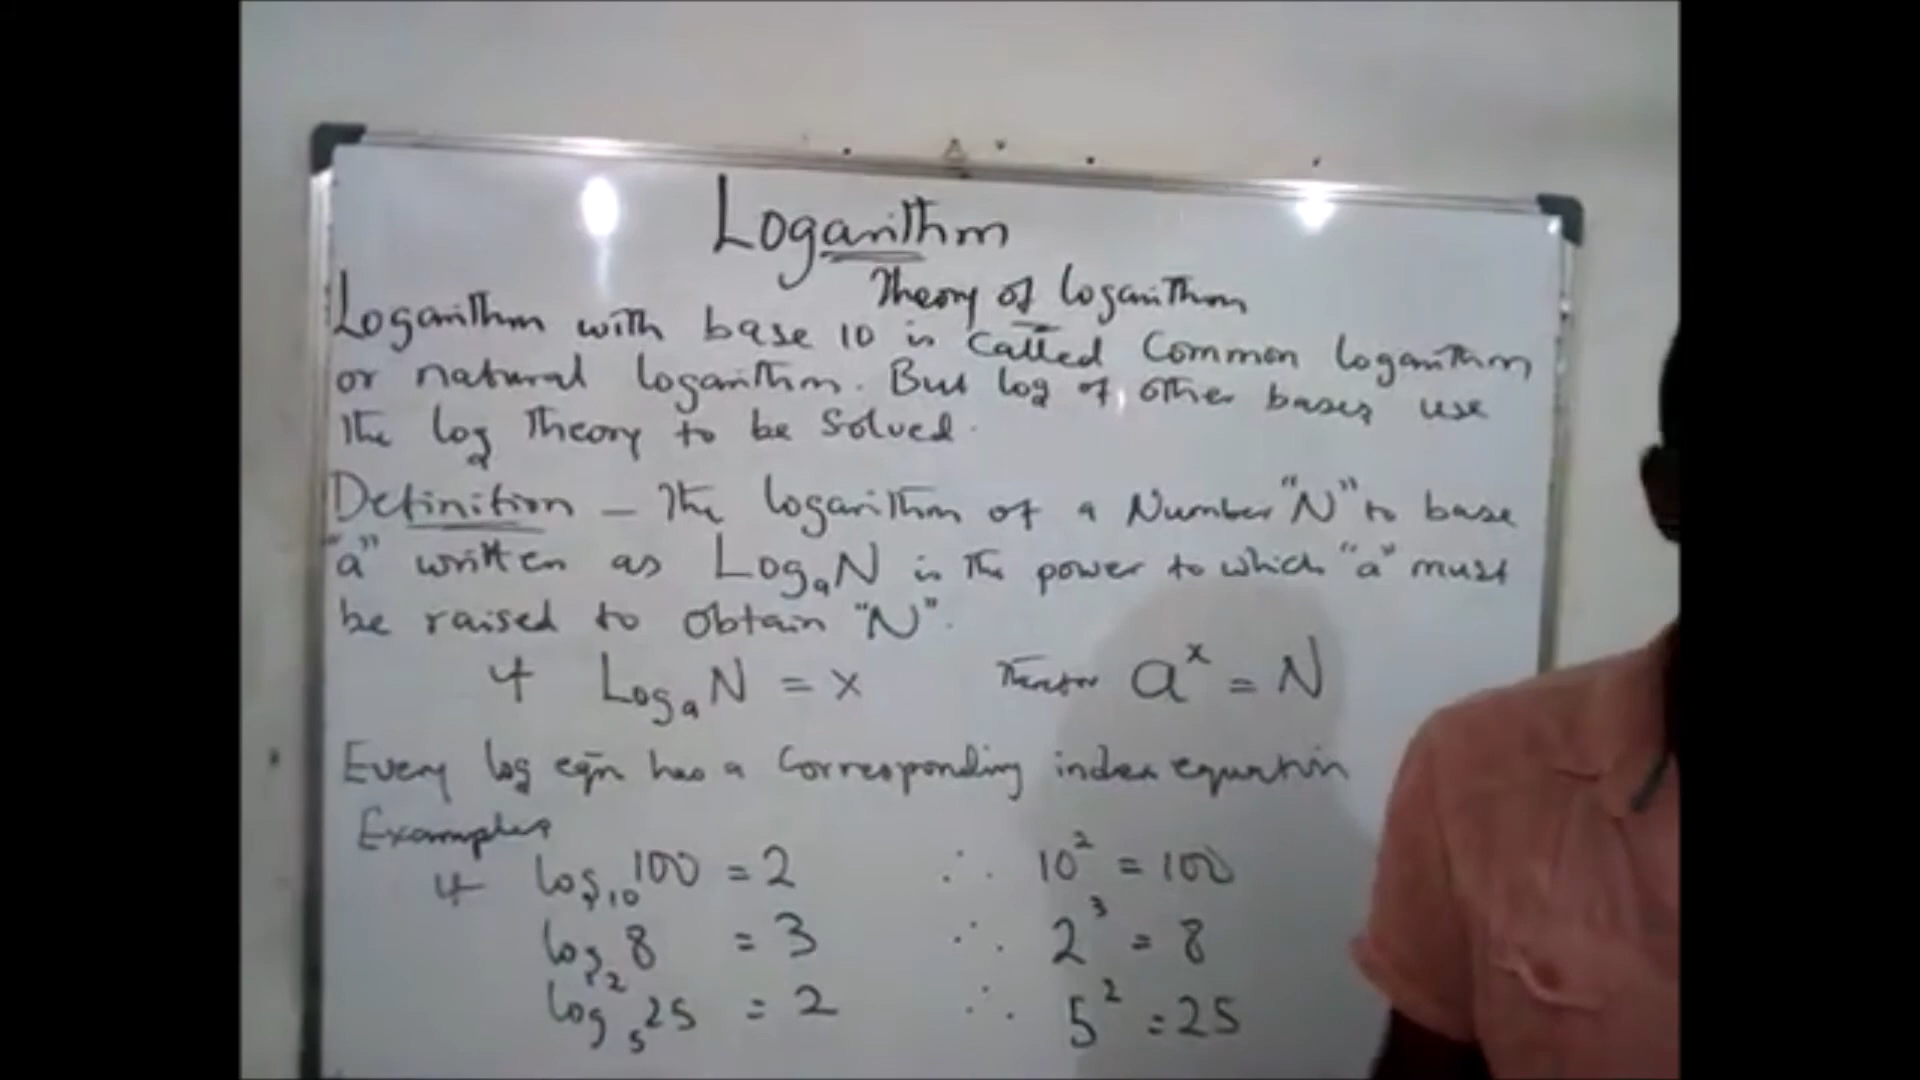 Logarithm
Theory of logarithm
Logarithm with base 10 is called Common logarithm
or natural logarithm. But log of other bases use
the log Theory to be Solved.
Definition – The logarithm of a Number "N" to base
"a" written as Log_a N is the power to which "a" must
be raised to obtain "N".
If Log_a N = x a^x = N
Every log eqn has a Corresponding index equation
Examples
If log_10 100 = 2 ∴ 10^2 = 100
log_2 8 = 3 ∴ 2^3 = 8
log_5 25 = 2 ∴ 5^2 = 25